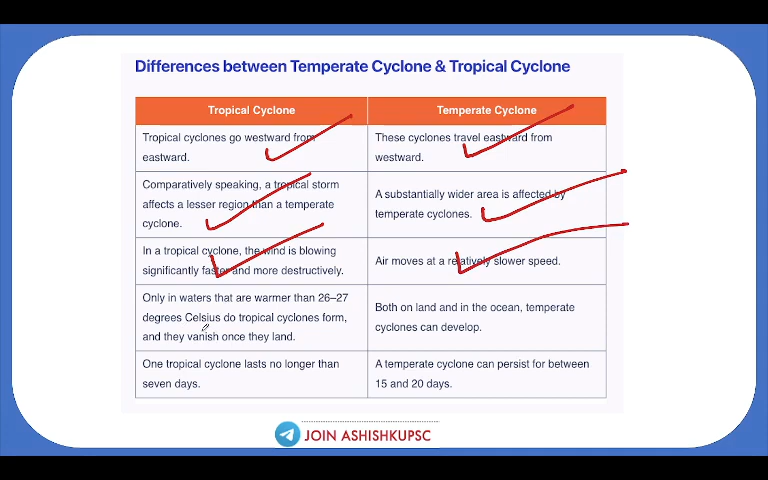 Differences between Temperate Cyclone & Tropical Cyclone
Tropical Cyclone
Temperate Cyclone
Tropical cyclones go westward from
eastward.
These cyclones travel eastward from
westward.
Comparatively speaking, a tropical storm
affects a lesser region than a temperate
cyclone.
A substantially wider area is affected by
temperate cyclones.
In a tropical cyclone, the wind is blowing
significantly faster and more destructively.
Air moves at a relatively slower speed.
Only in waters that are warmer than 26–27
degrees Celsius do tropical cyclones form,
and they vanish once they land.
Both on land and in the ocean, temperate
cyclones can develop.
One tropical cyclone lasts no longer than
seven days.
A temperate cyclone can persist for between
15 and 20 days.
JOIN ASHISHKUPSC